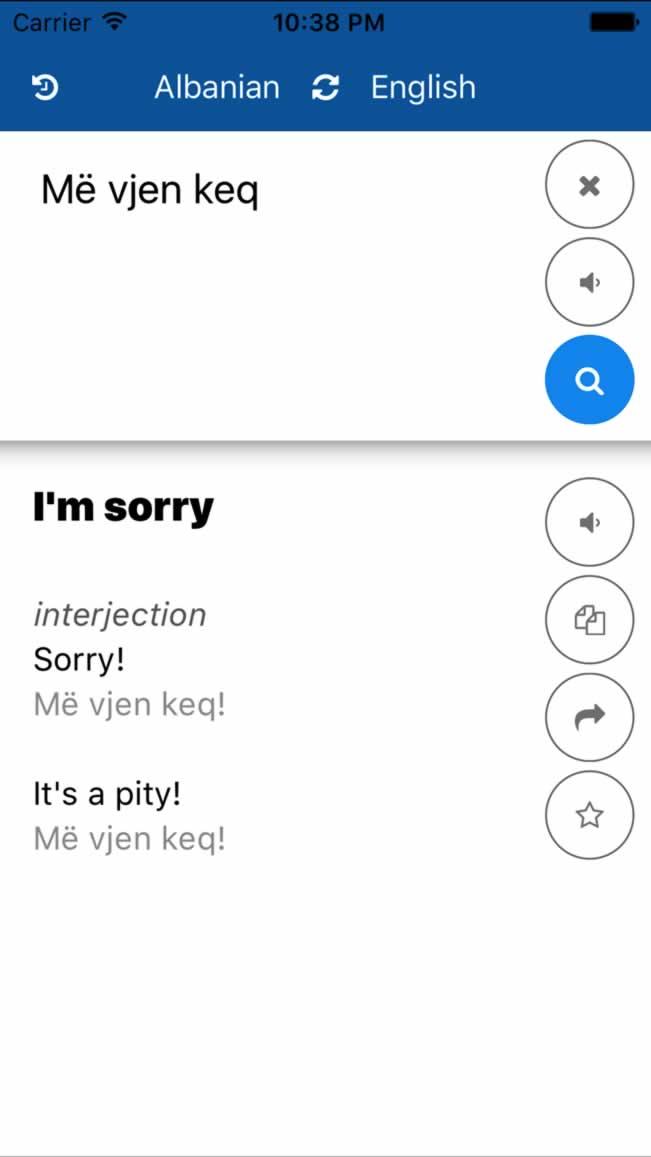 Carrier 10:38 PM
Albanian English
Më vjen keq
I'm sorry
interjection
Sorry!
Më vjen keq!
It's a pity!
Më vjen keq!